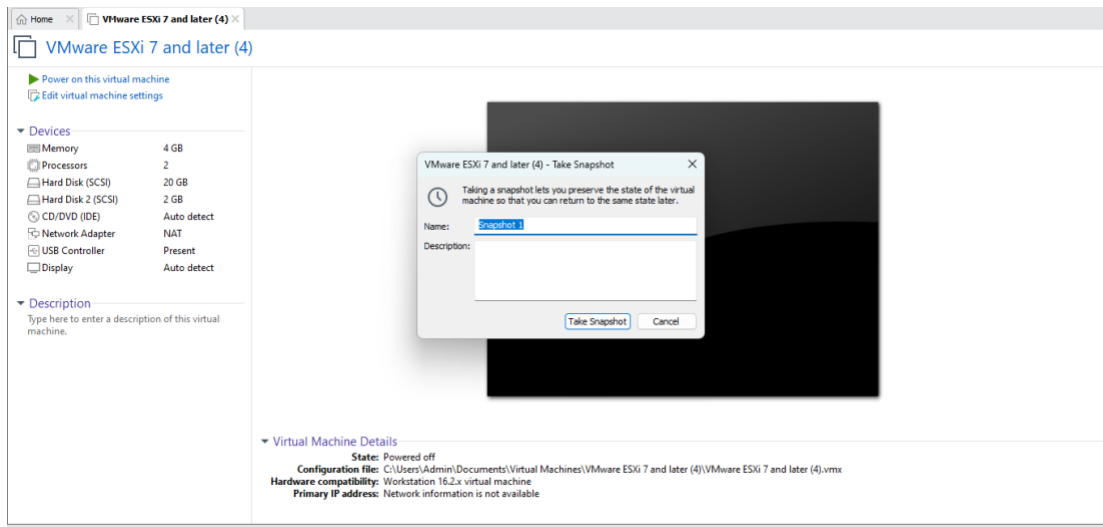 Home
VMware ESXi 7 and later (4)
VMware ESXi 7 and later (4)
Power on this virtual machine
Edit virtual machine settings
Devices
Memory 4 GB
Processors 2
Hard Disk (SCSI) 20 GB
Hard Disk 2 (SCSI) 2 GB
CD/DVD (IDE) Auto detect
Network Adapter NAT
USB Controller Present
Display Auto detect
Description
Type here to enter a description of this virtual
machine.
VMware ESXi 7 and later (4) - Take Snapshot
Taking a snapshot lets you preserve the state of the virtual
machine so that you can return to the same state later.
Name: Snapshot 1
Description:
Take Snapshot Cancel
Virtual Machine Details
State: Powered off
Configuration file: C:\Users\Admin\Documents\Virtual Machines\VMware ESXi 7 and later (4)\VMware ESXi 7 and later (4).vmx
Hardware compatibility: Workstation 16.2.x virtual machine
Primary IP address: Network information is not available